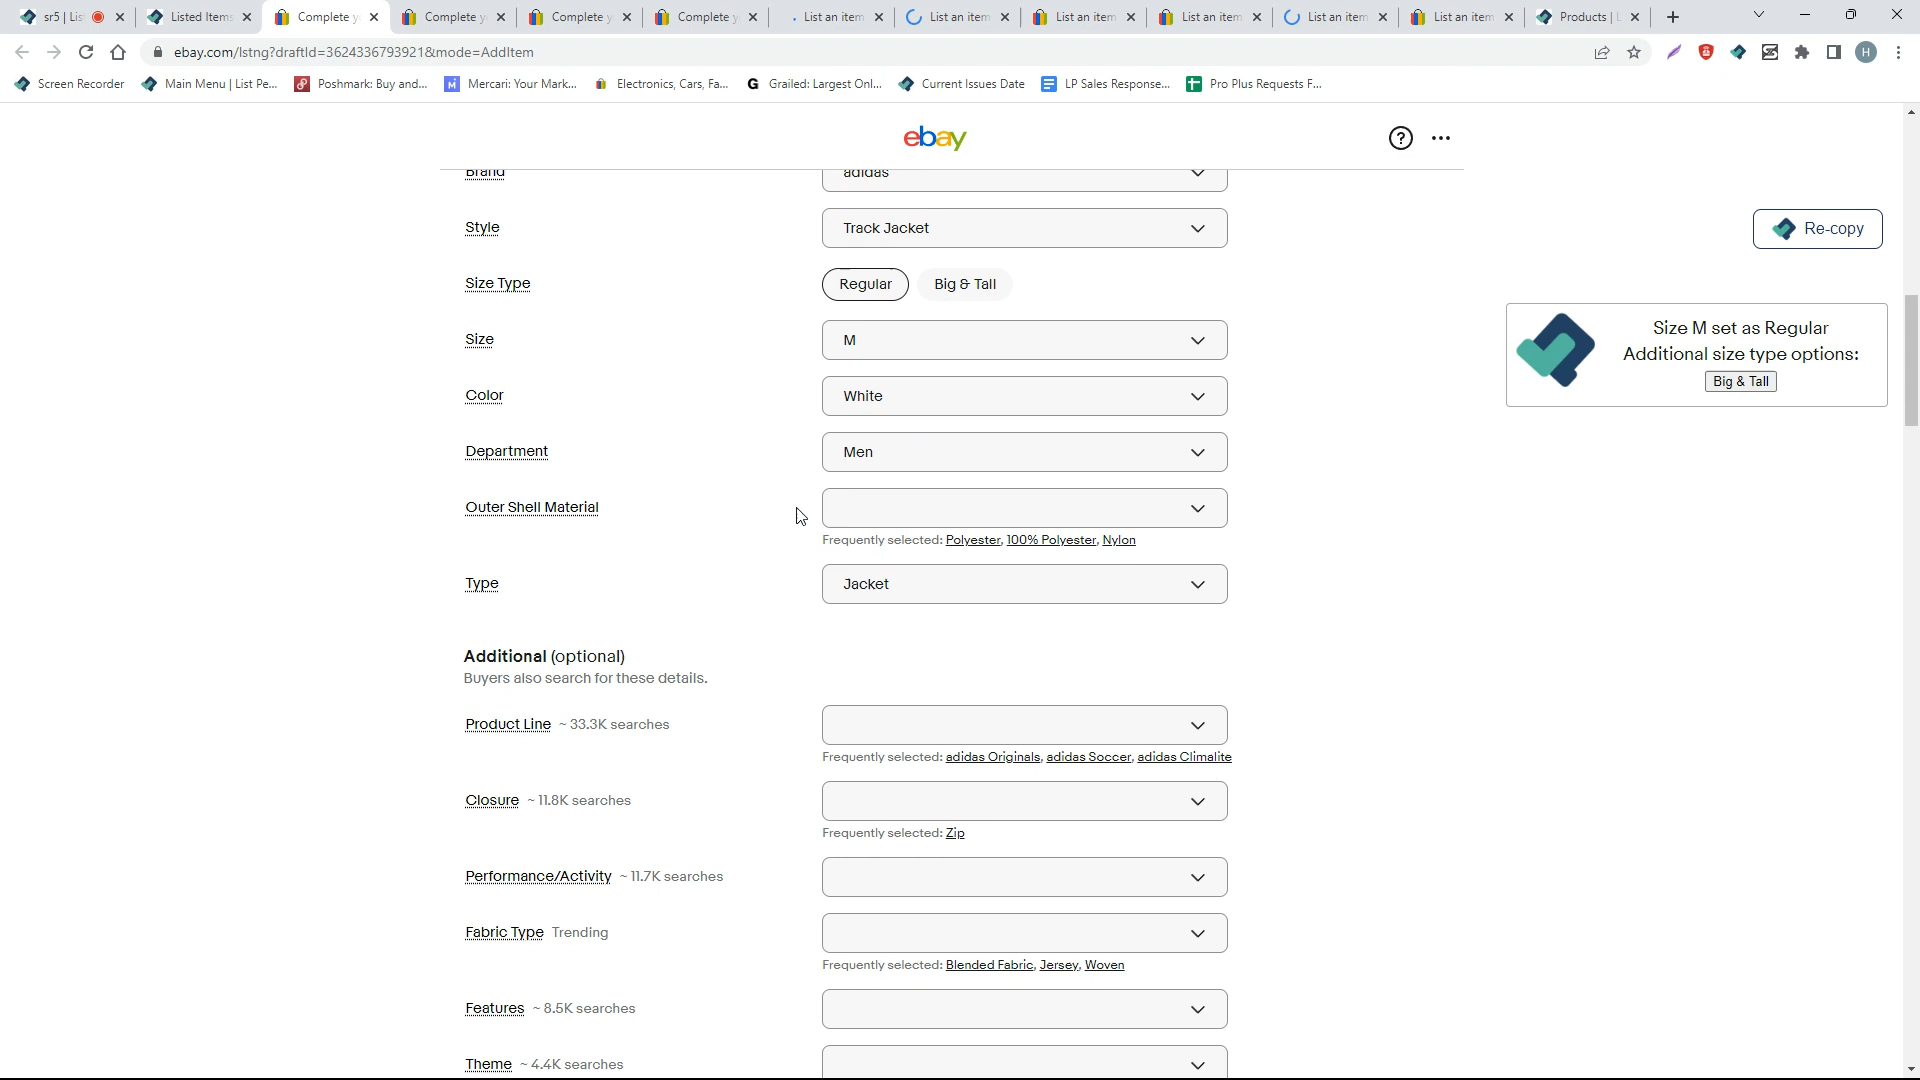 sr5 | Li
Listed Items
Complete y
Complete y
Complete y
Complete y
List an item
List an item
List an item
List an item
List an item
List an item
Products | L
ebay.com/lstng?draftId=3624336793921&mode=AddItem
H
Screen Recorder
Main Menu | List Pe...
Poshmark: Buy and...
Mercari: Your Mark...
Electronics, Cars, Fa...
G Grailed: Largest Onl...
Current Issues Date
LP Sales Response...
Pro Plus Requests F...
ebay
Brand
adidas
Style
Track Jacket
Re-copy
Size Type
Regular
Big & Tall
Size M set as Regular
Additional size type options:
Big & Tall
Size
M
Color
White
Department
Men
Outer Shell Material
Frequently selected: Polyester, 100% Polyester, Nylon
Type
Jacket
Additional (optional)
Buyers also search for these details.
Product Line ~ 33.3K searches
Frequently selected: adidas Originals, adidas Soccer, adidas Climalite
Closure ~ 11.8K searches
Frequently selected: Zip
Performance/Activity ~ 11.7K searches
Fabric Type Trending
Frequently selected: Blended Fabric, Jersey, Woven
Features ~ 8.5K searches
Theme ~ 4.4K searches